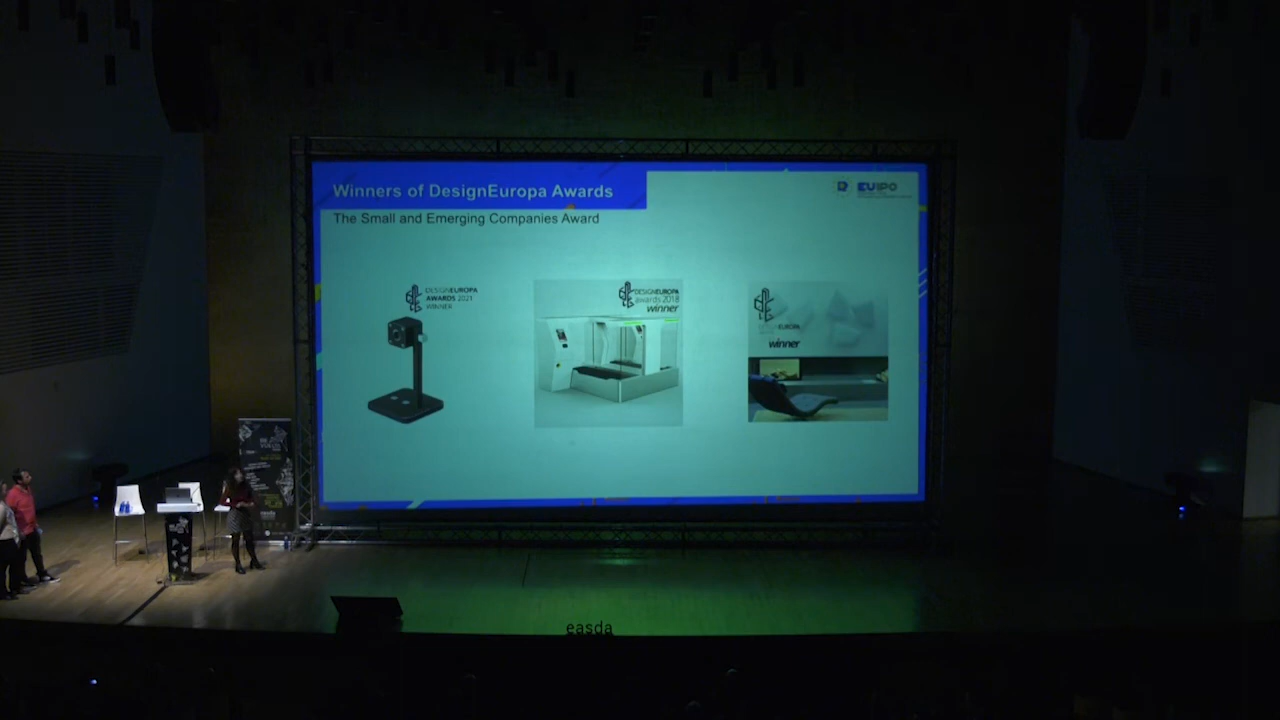 Winners of DesignEuropa Awards
EUIPO
The Small and Emerging Companies Award
DESIGNEUROPA
AWARDS 2021
WINNER
DESIGNEUROPA
awards 2018
winner
DESIGNEUROPA
winner
easda